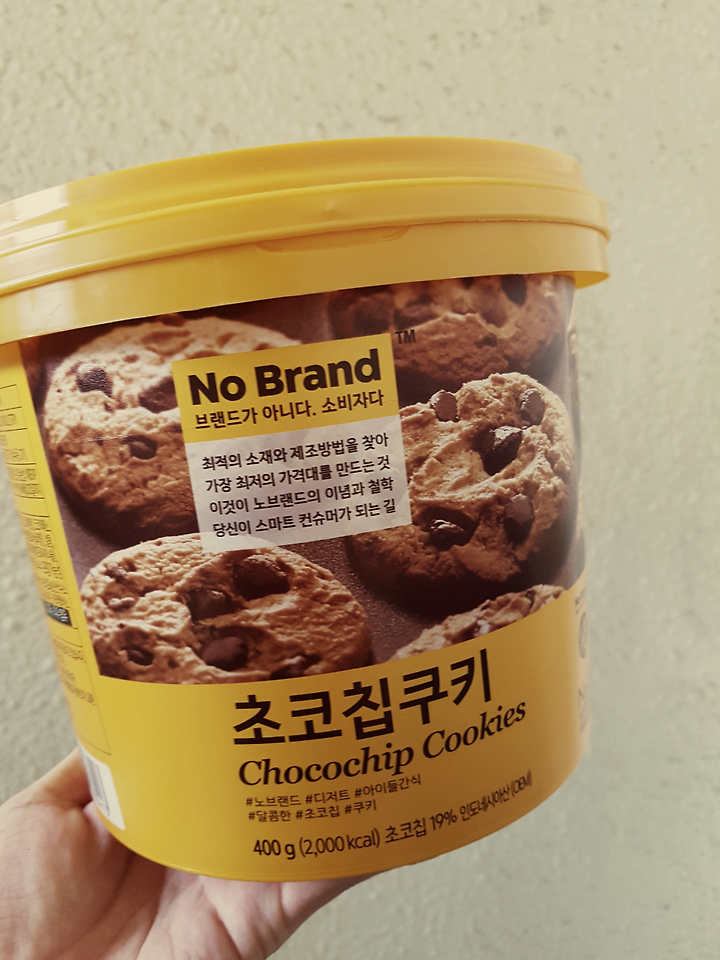 No Brand
TM
브랜드가 아니다. 소비자다
최적의 소재와 제조방법을 찾아
가장 최저의 가격대를 만드는 것
이것이 노브랜드의 이념과 철학
당신이 스마트 컨슈머가 되는 길
초코칩쿠키
Chocochip Cookies
#노브랜드 #디저트 #아이들간식
#달콤한 #초코칩 #쿠키
400 g (2,000 kcal) 초코칩 19% 인도네시아산 (OEM)